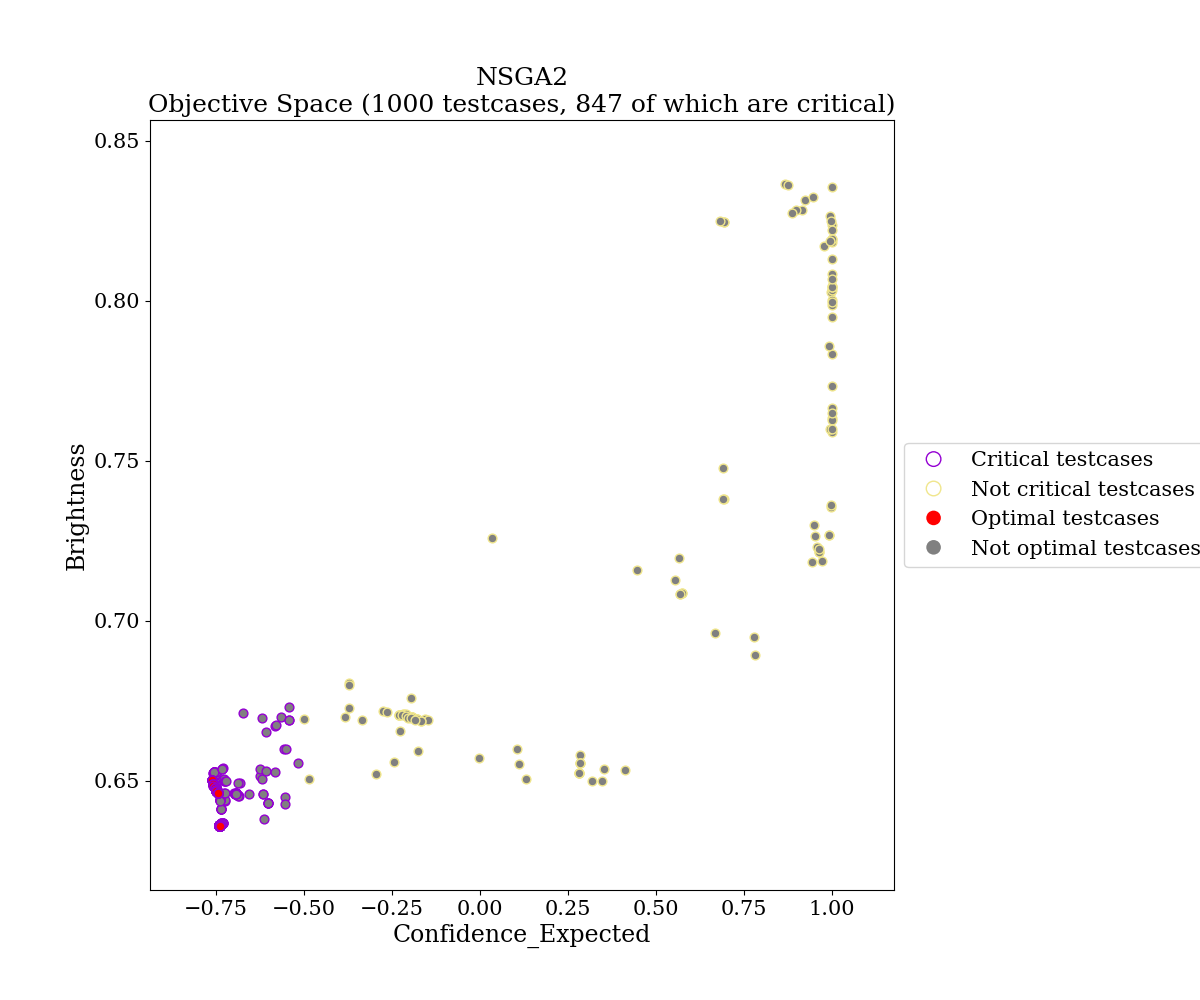 NSGA2
Objective Space (1000 testcases, 847 of which are critical)
0.85
0.80
0.75
0.70
0.65
Brightness
−0.75
−0.50
−0.25
0.00
0.25
0.50
0.75
1.00
Confidence_Expected
Critical testcases
Not critical testcases
Optimal testcases
Not optimal testcases